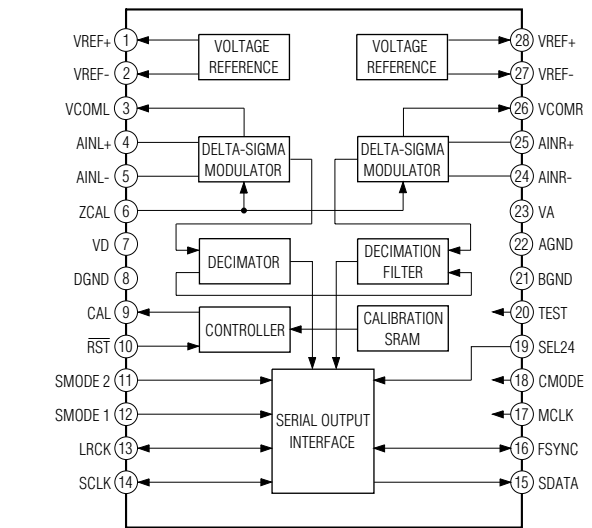 VREF+ 1 VOLTAGE REFERENCE VOLTAGE REFERENCE 28 VREF+
VREF- 2 27 VREF-
VCOML 3 26 VCOMR
AINL+ 4 DELTA-SIGMA MODULATOR DELTA-SIGMA MODULATOR 25 AINR+
AINL- 5 24 AINR-
ZCAL 6 23 VA
VD 7 DECIMATOR DECIMATION FILTER 22 AGND
DGND 8 21 BGND
CAL 9 CONTROLLER CALIBRATION SRAM 20 TEST
RST 10 19 SEL24
SMODE 2 11 18 CMODE
SMODE 1 12 SERIAL OUTPUT INTERFACE 17 MCLK
LRCK 13 16 FSYNC
SCLK 14 15 SDATA